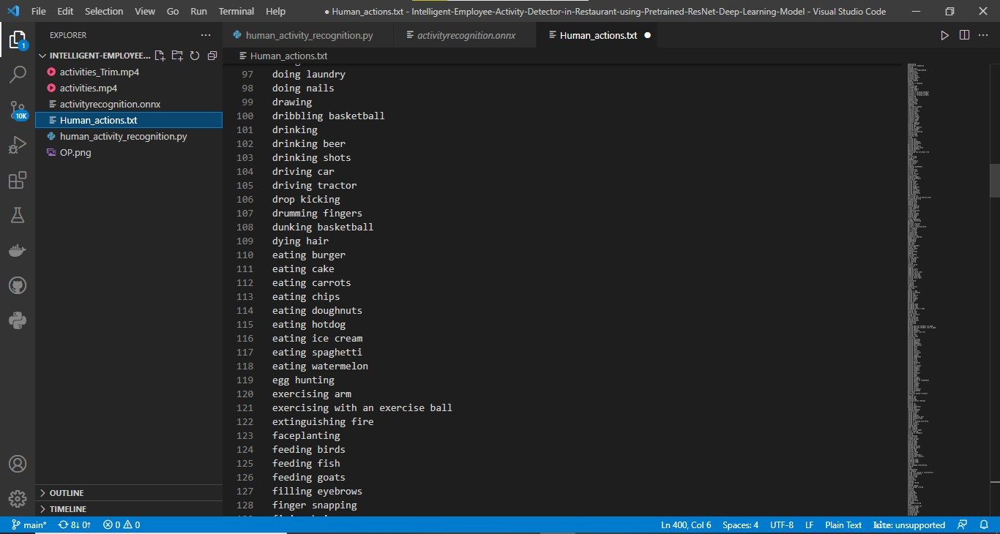 File Edit Selection View Go Run Terminal Help
● Human_actions.txt - Intelligent-Employee-Activity-Detector-in-Restaurant-using-Pretrained-ResNet-Deep-Learning-Model - Visual Studio Code
EXPLORER
human_activity_recognition.py
activityrecognition.onnx
Human_actions.txt ●
INTELLIGENT-EMPLOYEE...
Human_actions.txt
activities_Trim.mp4
activities.mp4
activityrecognition.onnx
Human_actions.txt
human_activity_recognition.py
OP.png
1
10K
97 doing laundry
98 doing nails
99 drawing
100 dribbling basketball
101 drinking
102 drinking beer
103 drinking shots
104 driving car
105 driving tractor
106 drop kicking
107 drumming fingers
108 dunking basketball
109 dying hair
110 eating burger
111 eating cake
112 eating carrots
113 eating chips
114 eating doughnuts
115 eating hotdog
116 eating ice cream
117 eating spaghetti
118 eating watermelon
119 egg hunting
120 exercising arm
121 exercising with an exercise ball
122 extinguishing fire
123 faceplanting
124 feeding birds
125 feeding fish
126 feeding goats
127 filling eyebrows
128 finger snapping
OUTLINE
TIMELINE
main* 8↓ 0↑ 0 0
Ln 400, Col 6 Spaces: 4 UTF-8 LF Plain Text kite: unsupported